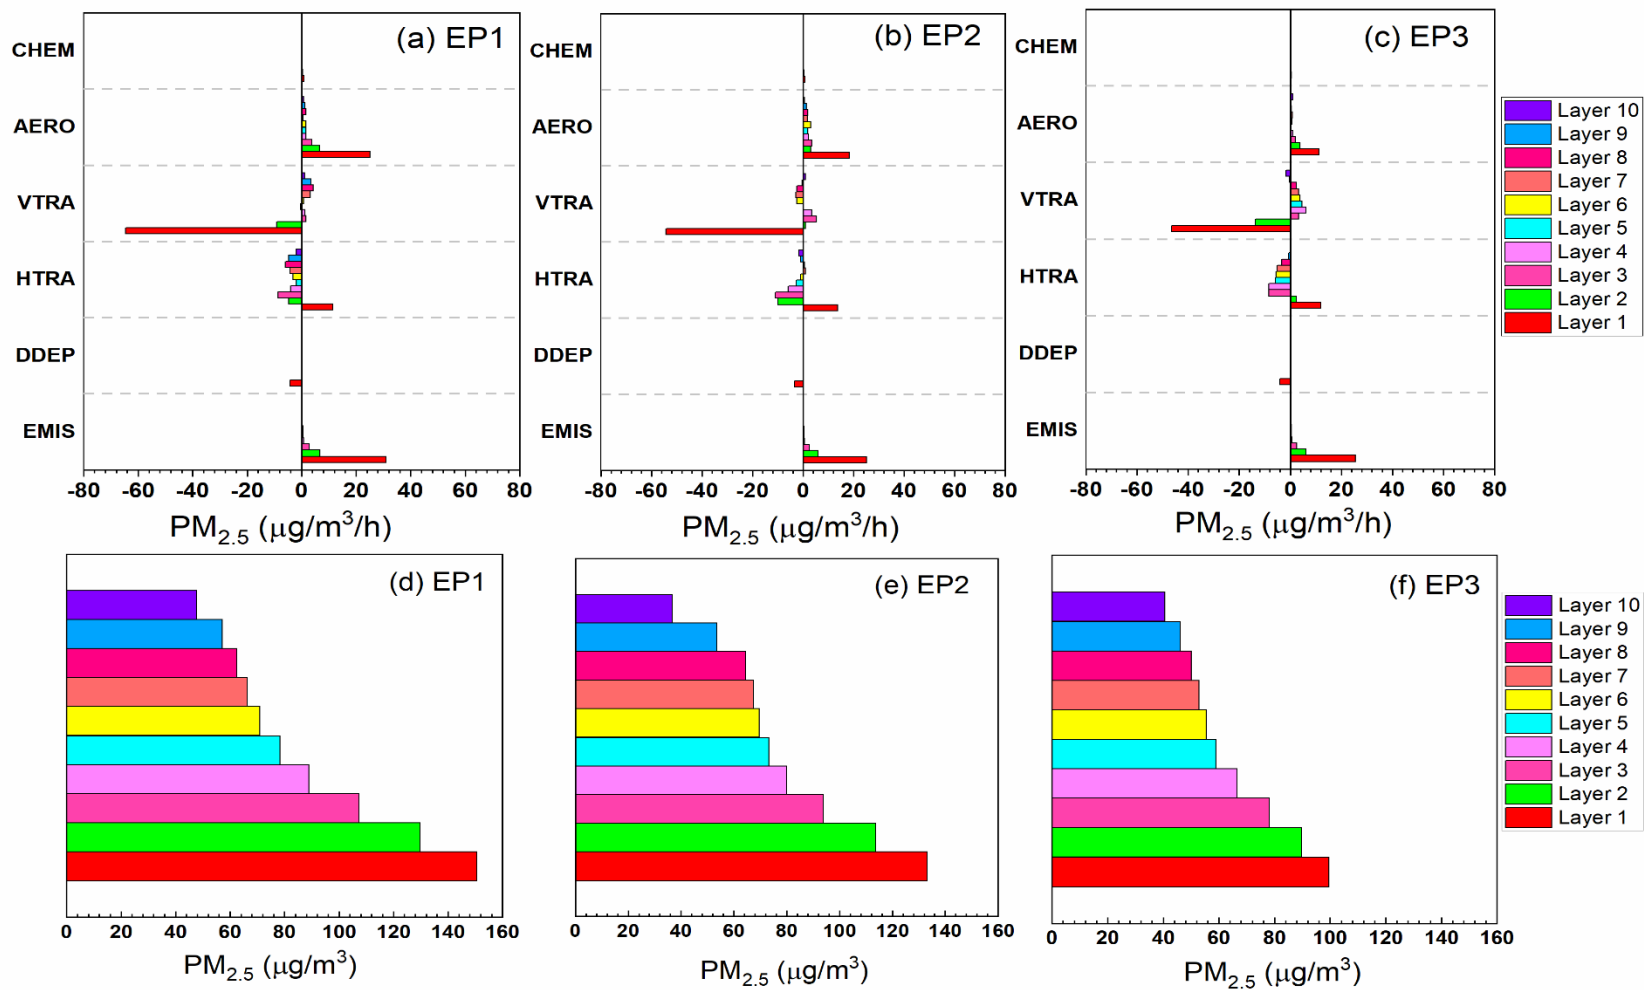 (a) EP1
CHEM
AERO
VTRA
HTRA
DDEP
EMIS
-80 -60 -40 -20 0 20 40 60 80
PM2.5 (μg/m³/h)
(b) EP2
CHEM
AERO
VTRA
HTRA
DDEP
EMIS
-80 -60 -40 -20 0 20 40 60 80
PM2.5 (μg/m³/h)
(c) EP3
CHEM
AERO
VTRA
HTRA
DDEP
EMIS
-80 -60 -40 -20 0 20 40 60 80
PM2.5 (μg/m³/h)
Layer 10
Layer 9
Layer 8
Layer 7
Layer 6
Layer 5
Layer 4
Layer 3
Layer 2
Layer 1
(d) EP1
0 20 40 60 80 100 120 140 160
PM2.5 (μg/m³)
(e) EP2
0 20 40 60 80 100 120 140 160
PM2.5 (μg/m³)
(f) EP3
0 20 40 60 80 100 120 140 160
PM2.5 (μg/m³)
Layer 10
Layer 9
Layer 8
Layer 7
Layer 6
Layer 5
Layer 4
Layer 3
Layer 2
Layer 1